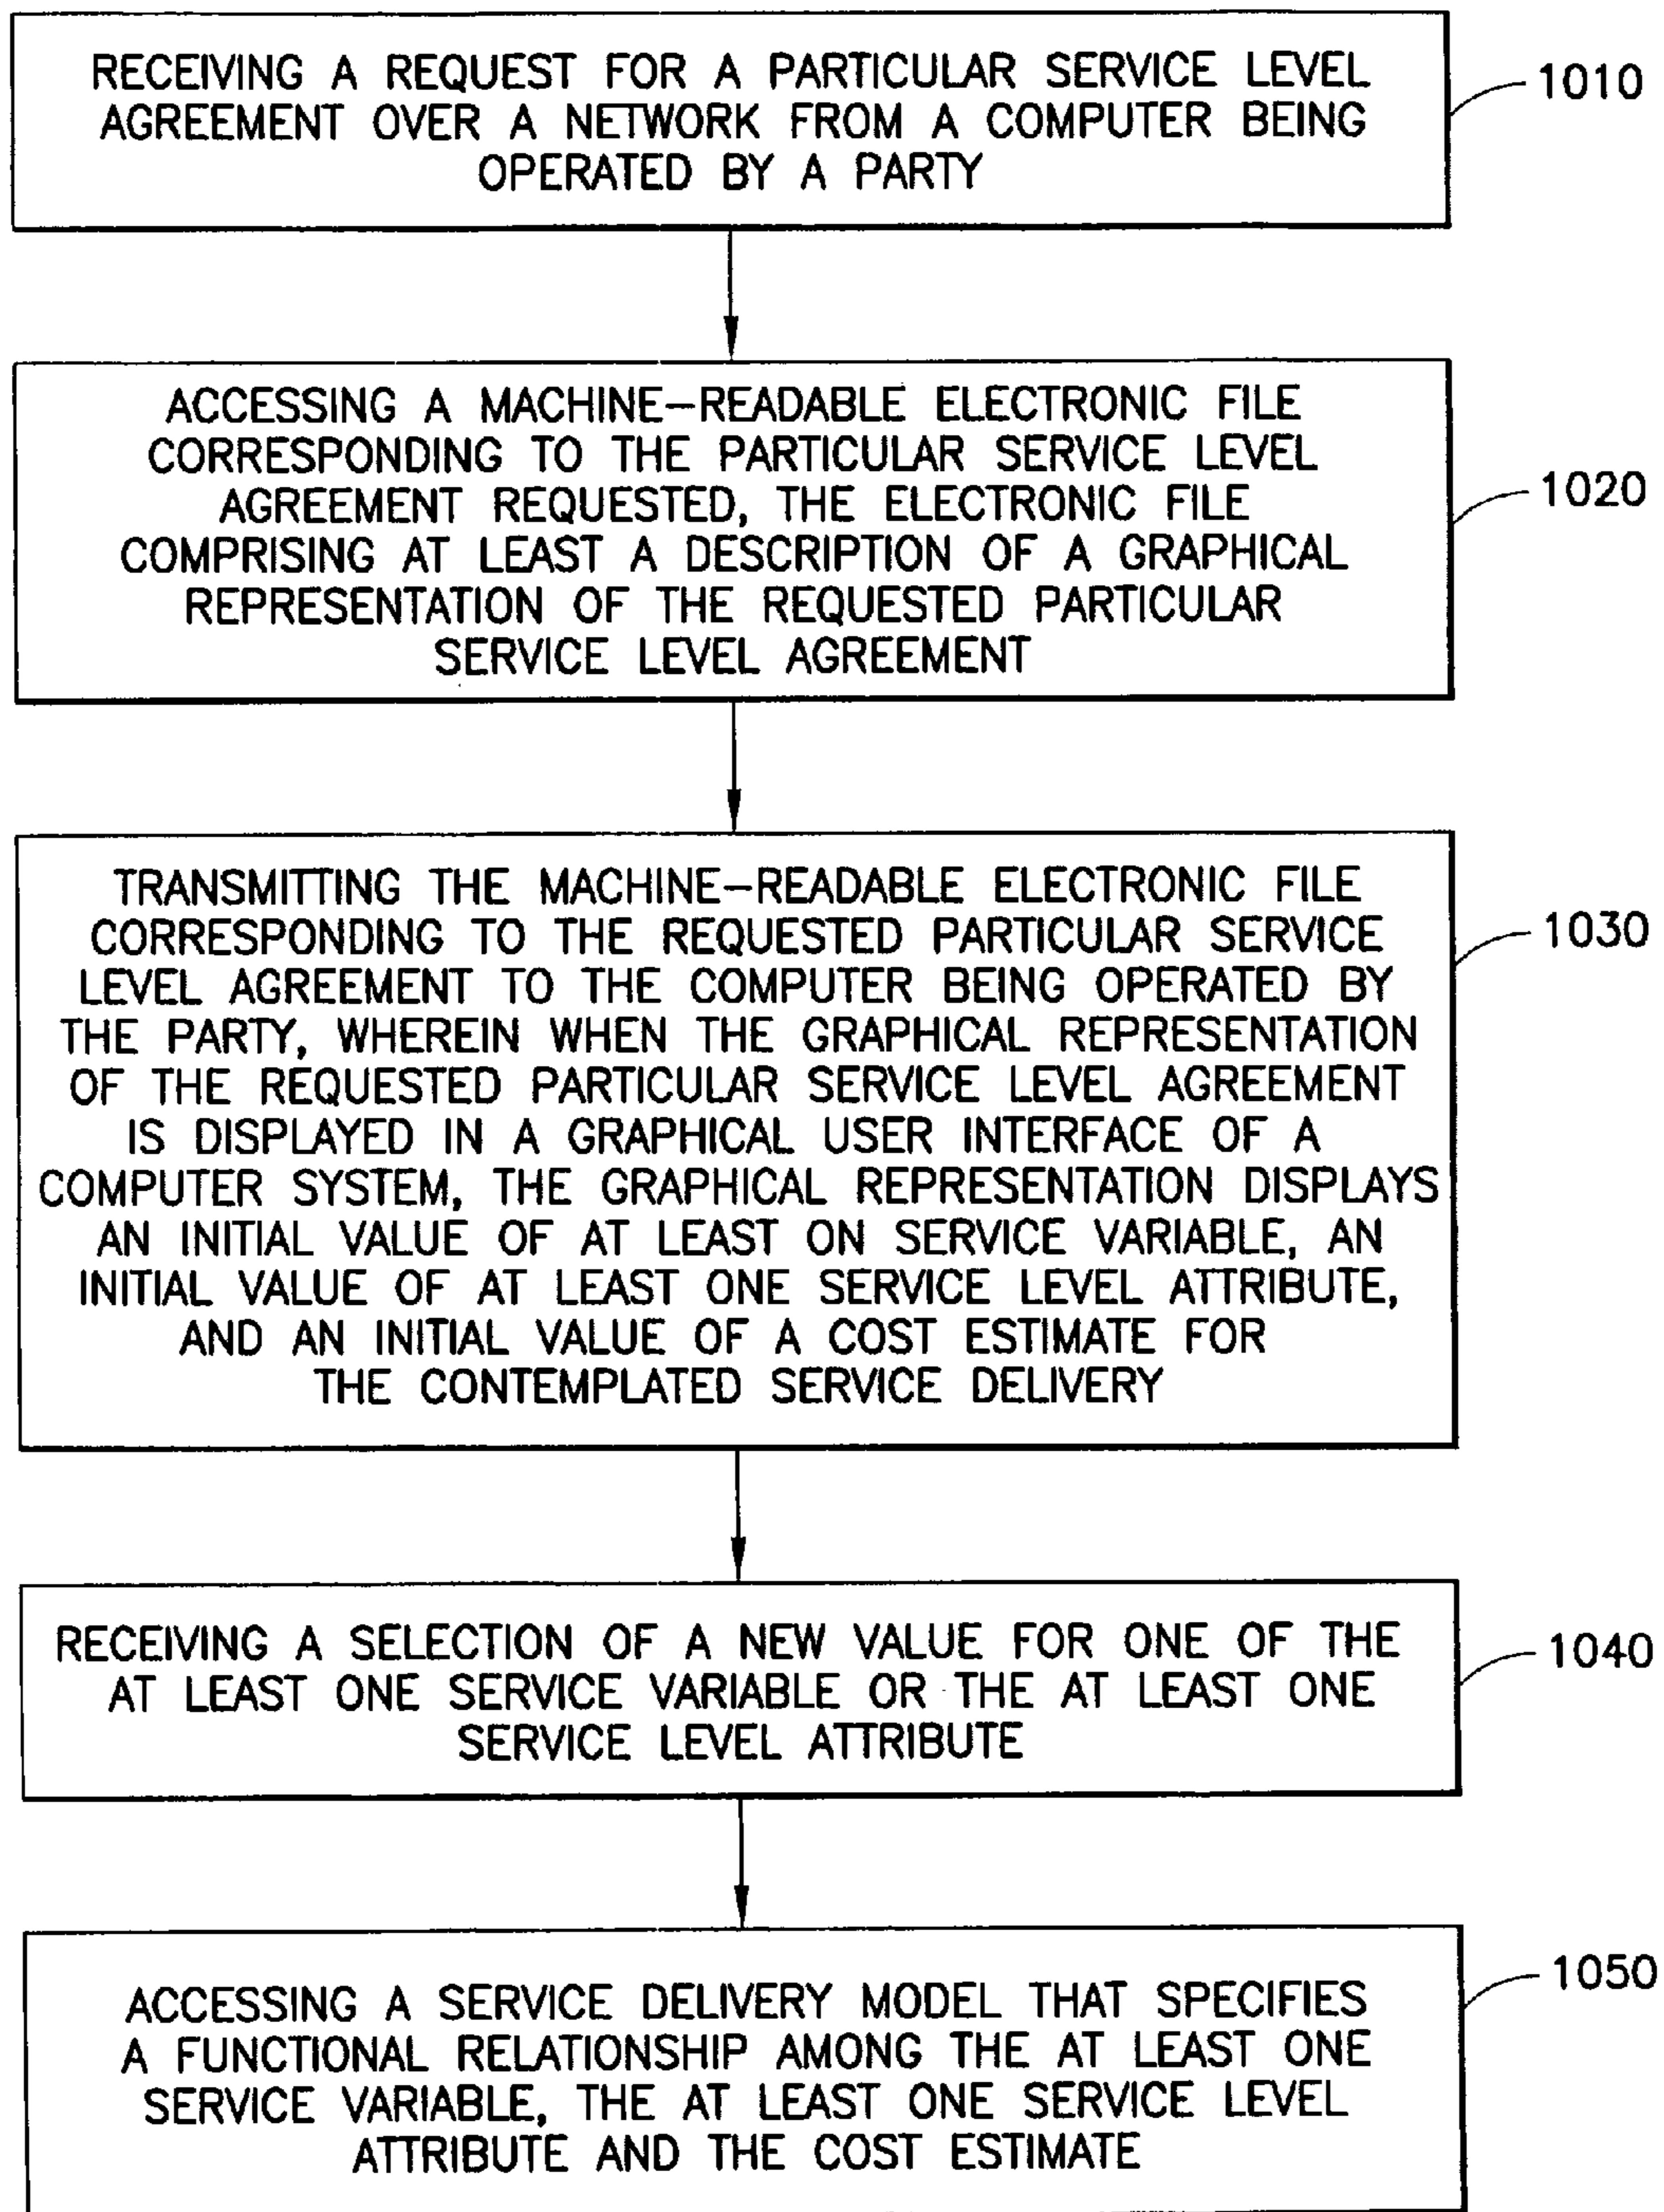 RECEIVING A REQUEST FOR A PARTICULAR SERVICE LEVEL
AGREEMENT OVER A NETWORK FROM A COMPUTER BEING
OPERATED BY A PARTY
1010
ACCESSING A MACHINE-READABLE ELECTRONIC FILE
CORRESPONDING TO THE PARTICULAR SERVICE LEVEL
AGREEMENT REQUESTED, THE ELECTRONIC FILE
COMPRISING AT LEAST A DESCRIPTION OF A GRAPHICAL
REPRESENTATION OF THE REQUESTED PARTICULAR
SERVICE LEVEL AGREEMENT
1020
TRANSMITTING THE MACHINE-READABLE ELECTRONIC FILE
CORRESPONDING TO THE REQUESTED PARTICULAR SERVICE
LEVEL AGREEMENT TO THE COMPUTER BEING OPERATED BY
THE PARTY, WHEREIN WHEN THE GRAPHICAL REPRESENTATION
OF THE REQUESTED PARTICULAR SERVICE LEVEL AGREEMENT
IS DISPLAYED IN A GRAPHICAL USER INTERFACE OF A
COMPUTER SYSTEM, THE GRAPHICAL REPRESENTATION DISPLAYS
AN INITIAL VALUE OF AT LEAST ON SERVICE VARIABLE, AN
INITIAL VALUE OF AT LEAST ONE SERVICE LEVEL ATTRIBUTE,
AND AN INITIAL VALUE OF A COST ESTIMATE FOR
THE CONTEMPLATED SERVICE DELIVERY
1030
RECEIVING A SELECTION OF A NEW VALUE FOR ONE OF THE
AT LEAST ONE SERVICE VARIABLE OR THE AT LEAST ONE
SERVICE LEVEL ATTRIBUTE
1040
ACCESSING A SERVICE DELIVERY MODEL THAT SPECIFIES
A FUNCTIONAL RELATIONSHIP AMONG THE AT LEAST ONE
SERVICE VARIABLE, THE AT LEAST ONE SERVICE LEVEL
ATTRIBUTE AND THE COST ESTIMATE
1050